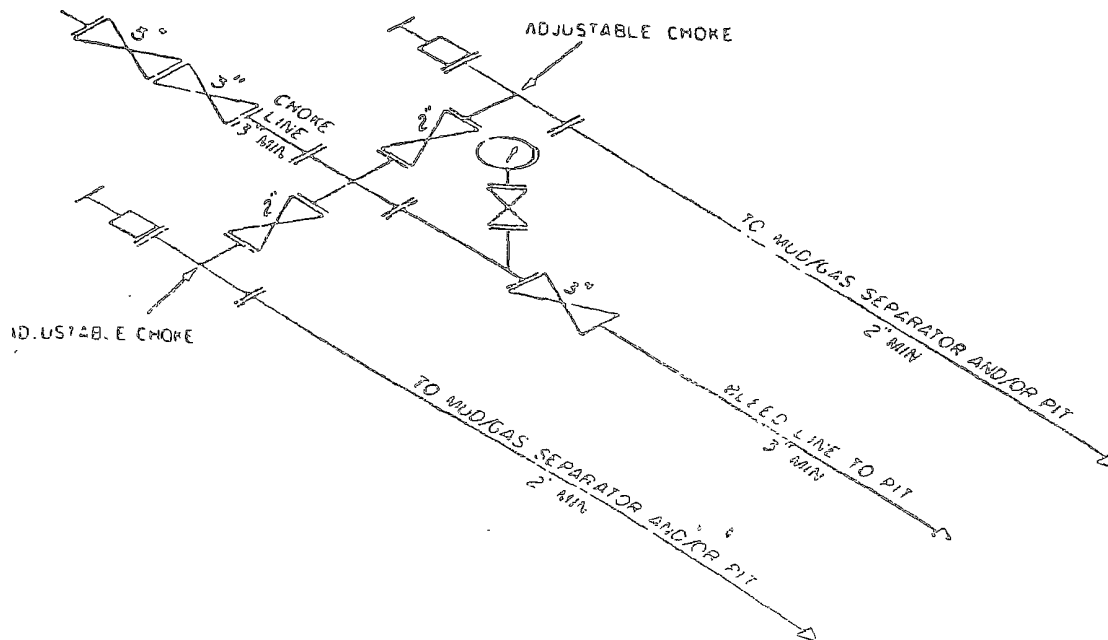 3"
3"
CHOKE
LINE
3" MIN
ADJUSTABLE CHOKE
2"
2"
3"
ADJUSTABLE CHOKE
TO MUD/GAS SEPARATOR AND/OR PIT
2" MIN
BLEED LINE TO PIT
3" MIN
TO MUD/GAS SEPARATOR AND/OR PIT
2" MIN